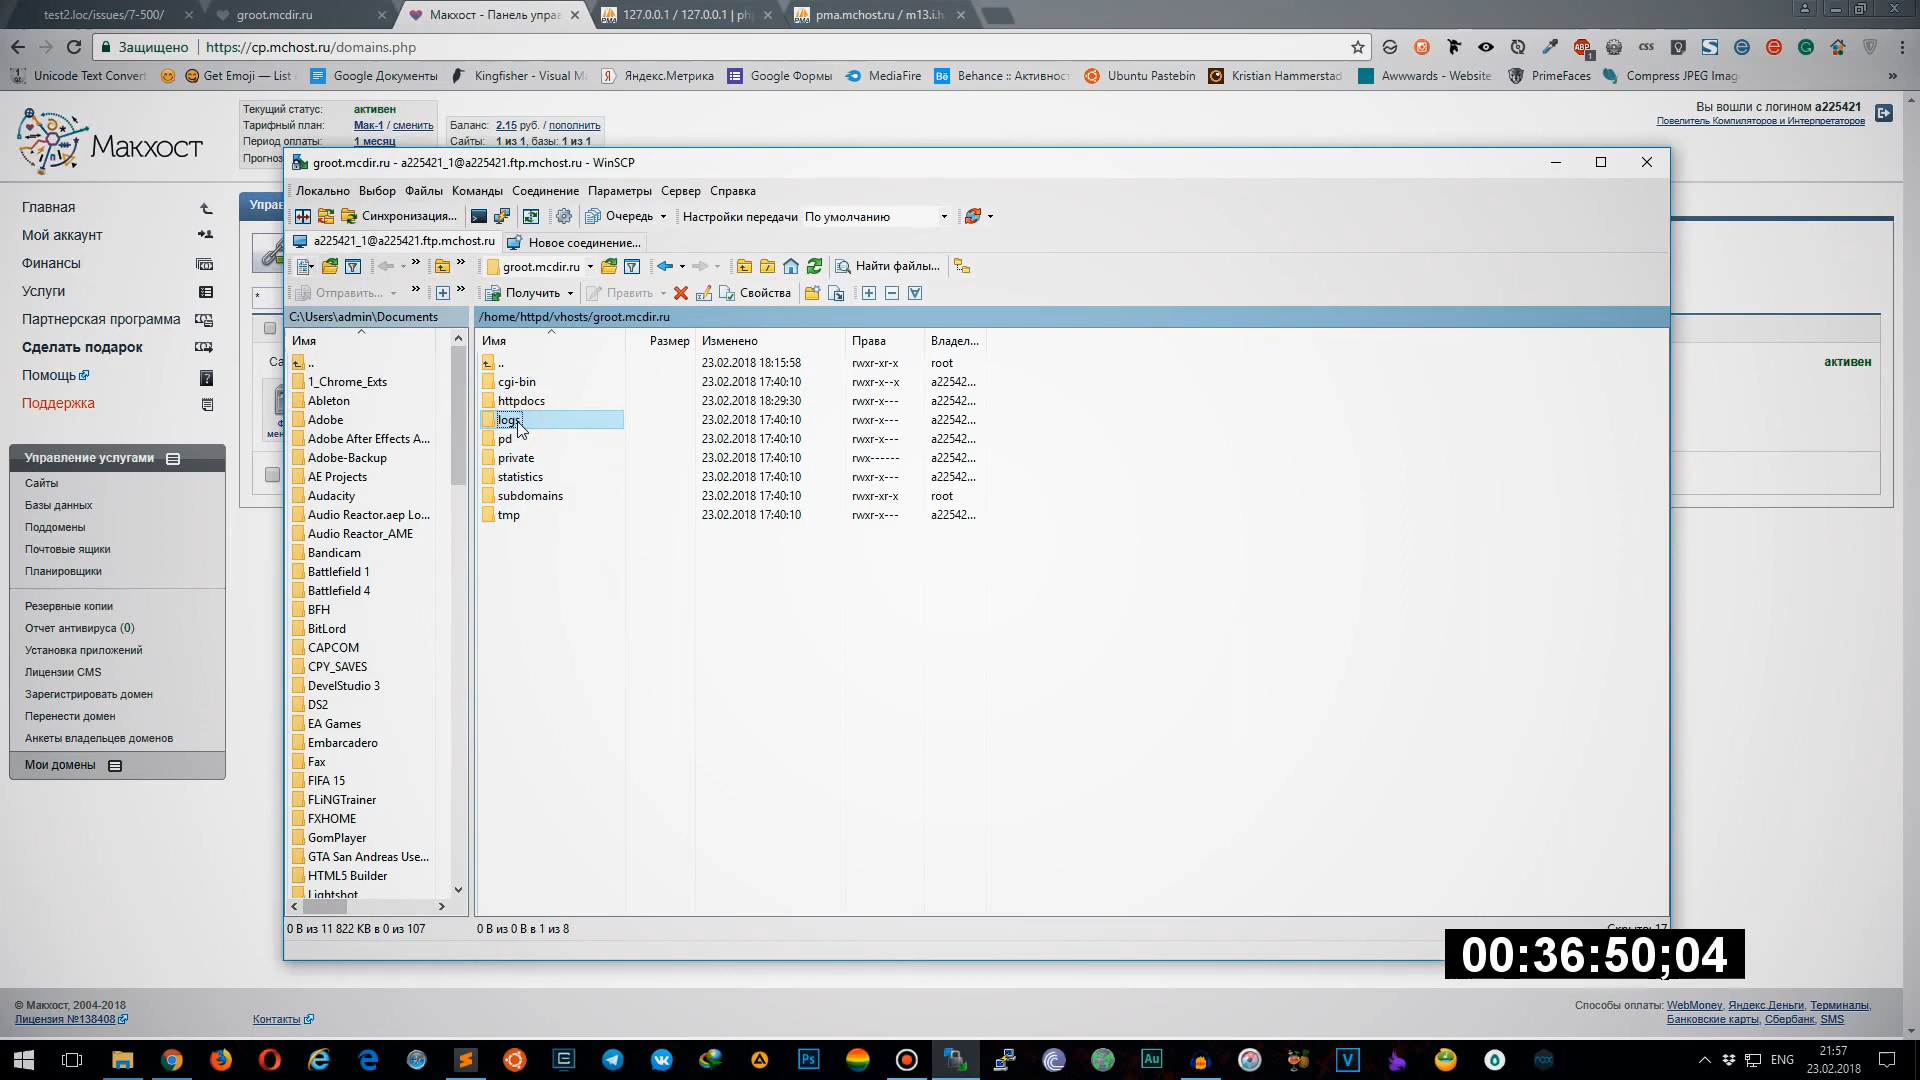 test2.loc/issues/7-500/
groot.mcdir.ru
Макхост - Панель упра
127.0.0.1 / 127.0.0.1 | ph
pma.mchost.ru / m13.i.h
Защищено
https://cp.mchost.ru/domains.php
Unicode Text Convert
Get Emoji — List
Google Документы
Kingfisher - Visual M
Яндекс.Метрика
Google Формы
MediaFire
Behance :: Активнос
Ubuntu Pastebin
Kristian Hammerstad
Awwwards - Website
PrimeFaces
Compress JPEG Imag
Макхост
Текущий статус: активен
Тарифный план: Мак-1 / сменить
Период оплаты: 1 месяц
Прогноз
Баланс: 2.15 руб. / пополнить
Сайты: 1 из 1, базы: 1 из 1
Вы вошли с логином a225421
Повелитель Компиляторов и Интерпретаторов
Главная
Мой аккаунт
Финансы
Услуги
Партнерская программа
Сделать подарок
Помощь
Поддержка
Управление услугами
Сайты
Базы данных
Поддомены
Почтовые ящики
Планировщики
Резервные копии
Отчет антивируса (0)
Установка приложений
Лицензии CMS
Зарегистрировать домен
Перенести домен
Анкеты владельцев доменов
Мои домены
Управ
*
Са
активен
groot.mcdir.ru - a225421_1@a225421.ftp.mchost.ru - WinSCP
Локально Выбор Файлы Команды Соединение Параметры Сервер Справка
Синхронизация... Очередь Настройки передачи По умолчанию
a225421_1@a225421.ftp.mchost.ru Новое соединение...
groot.mcdir.ru Найти файлы...
Отправить... Получить Править Свойства
C:\Users\admin\Documents
Имя
..
1_Chrome_Exts
Ableton
Adobe
Adobe After Effects A...
Adobe-Backup
AE Projects
Audacity
Audio Reactor.aep Lo...
Audio Reactor_AME
Bandicam
Battlefield 1
Battlefield 4
BFH
BitLord
CAPCOM
CPY_SAVES
DevelStudio 3
DS2
EA Games
Embarcadero
Fax
FIFA 15
FLiNGTrainer
FXHOME
GomPlayer
GTA San Andreas Use...
HTML5 Builder
Lightshot
/home/httpd/vhosts/groot.mcdir.ru
Имя Размер Изменено Права Владел...
.. 23.02.2018 18:15:58 rwxr-xr-x root
cgi-bin 23.02.2018 17:40:10 rwxr-x--x a22542...
httpdocs 23.02.2018 18:29:30 rwxr-x--- a22542...
logs 23.02.2018 17:40:10 rwxr-x--- a22542...
pd 23.02.2018 17:40:10 rwxr-x--- a22542...
private 23.02.2018 17:40:10 rwx------ a22542...
statistics 23.02.2018 17:40:10 rwxr-x--- a22542...
subdomains 23.02.2018 17:40:10 rwxr-xr-x root
tmp 23.02.2018 17:40:10 rwxr-x--- a22542...
0 B из 11 822 KB в 0 из 107
0 B из 0 B в 1 из 8
00:36:50;04
© Макхост, 2004-2018
Лицензия №138408
Контакты
Способы оплаты: WebMoney, Яндекс.Деньги, Терминалы,
Банковские карты, Сбербанк, SMS
ENG
21:57
23.02.2018